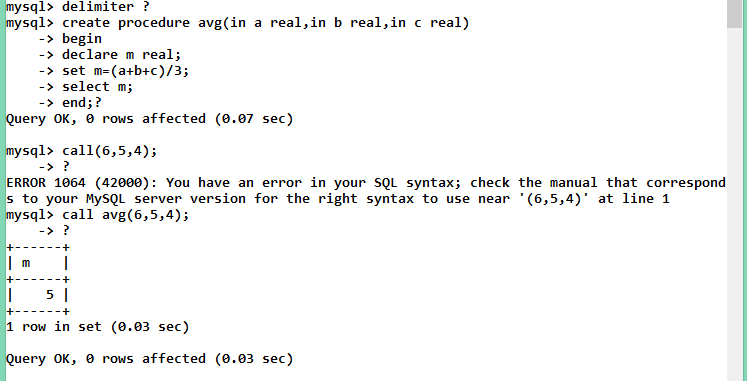 mysql> delimiter ?
mysql> create procedure avg(in a real,in b real,in c real)
    -> begin
    -> declare m real;
    -> set m=(a+b+c)/3;
    -> select m;
    -> end;?
Query OK, 0 rows affected (0.07 sec)

mysql> call(6,5,4);
    -> ?
ERROR 1064 (42000): You have an error in your SQL syntax; check the manual that correspond
s to your MySQL server version for the right syntax to use near '(6,5,4)' at line 1
mysql> call avg(6,5,4);
    -> ?
+------+
| m    |
+------+
|    5 |
+------+
1 row in set (0.03 sec)

Query OK, 0 rows affected (0.03 sec)